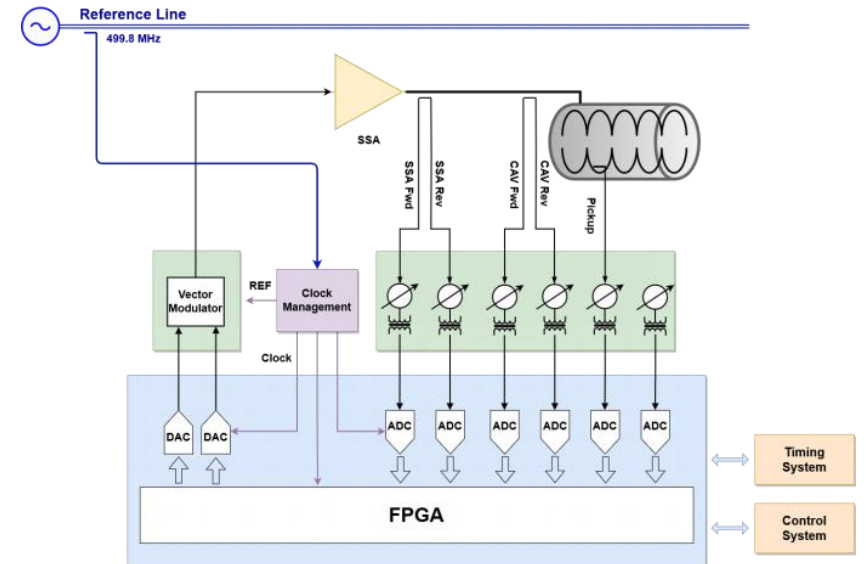 Reference Line
499.8 MHz
SSA
SSA Fwd
SSA Rev
CAV Fwd
CAV Rev
Pickup
Vector
Modulator
REF
Clock
Management
Clock
DAC
DAC
ADC
ADC
ADC
ADC
ADC
ADC
FPGA
Timing
System
Control
System